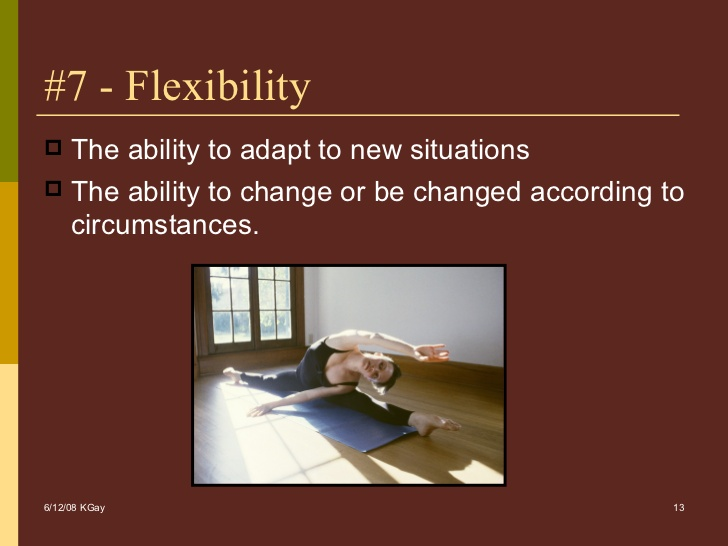 #7 - Flexibility
The ability to adapt to new situations
The ability to change or be changed according to
circumstances.
6/12/08 KGay
13